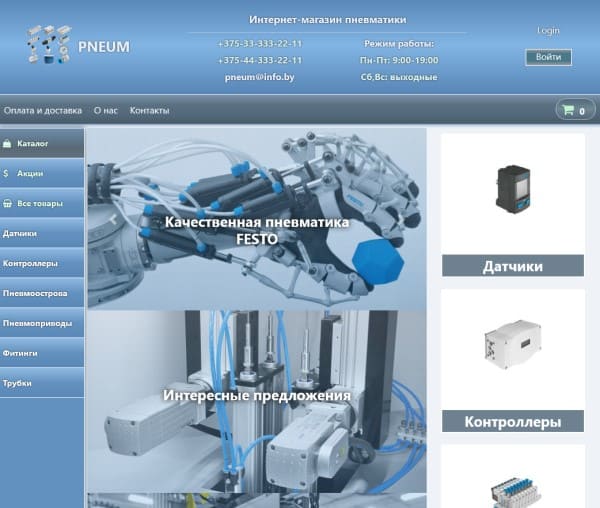 PNEUM
Интернет-магазин пневматики
+375-33-333-22-11
+375-44-333-22-11
pneum@info.by
Режим работы:
Пн-Пт: 9:00-19:00
Сб,Вс: выходные
Login
Войти
Оплата и доставка О нас Контакты
0
Каталог
Акции
Все товары
Датчики
Контроллеры
Пневмоострова
Пневмоприводы
Фитинги
Трубки
Качественная пневматика
FESTO
Интересные предложения
Датчики
Контроллеры